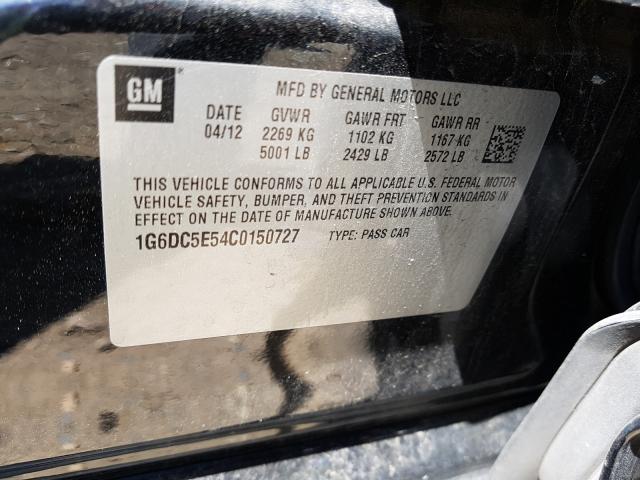 GM
MFD BY GENERAL MOTORS LLC
DATE GVWR GAWR FRT GAWR RR
04/12 2269 KG 1102 KG 1167 KG
5001 LB 2429 LB 2572 LB
THIS VEHICLE CONFORMS TO ALL APPLICABLE U.S. FEDERAL MOTOR
VEHICLE SAFETY, BUMPER, AND THEFT PREVENTION STANDARDS IN
EFFECT ON THE DATE OF MANUFACTURE SHOWN ABOVE.
1G6DC5E54C0150727 TYPE: PASS CAR